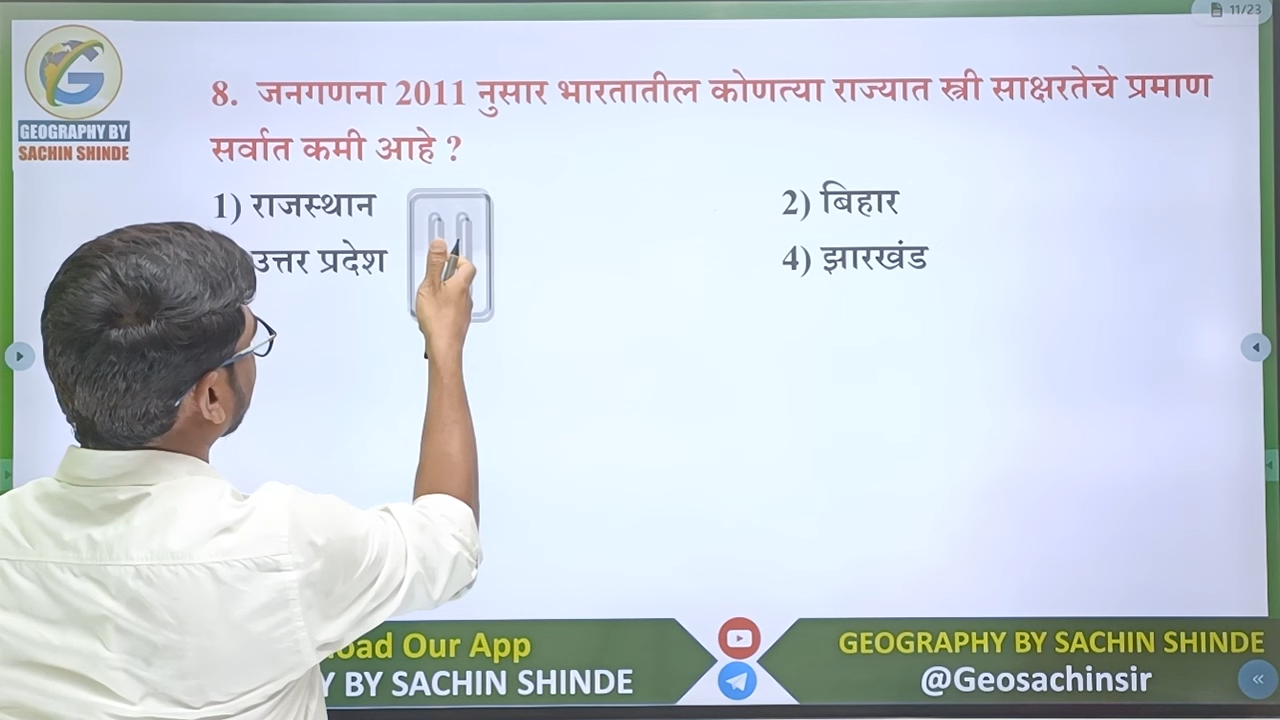 11/23
GEOGRAPHY BY
SACHIN SHINDE
8. जनगणना 2011 नुसार भारतातील कोणत्या राज्यात स्त्री साक्षरतेचे प्रमाण
सर्वात कमी आहे ?
1) राजस्थान 2) बिहार
उत्तर प्रदेश 4) झारखंड
Our App
BY SACHIN SHINDE
GEOGRAPHY BY SACHIN SHINDE
@Geosachinsir